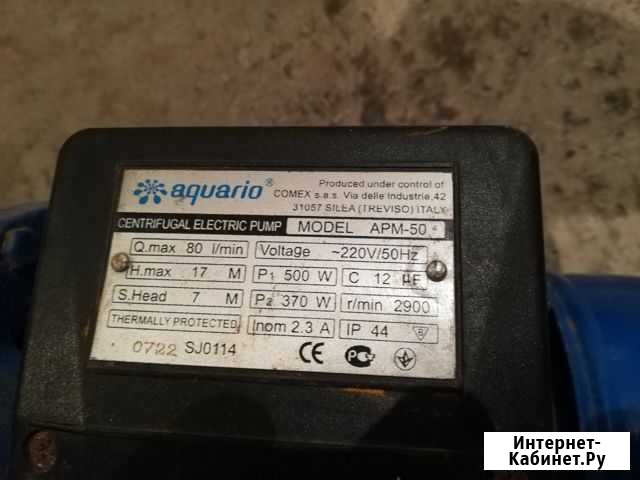 aquario®
Produced under control of
COMEX s.a.s. Via delle Industrie,42
31057 SILEA (TREVISO) ITALY
CENTRIFUGAL ELECTRIC PUMP MODEL APM-50
Q.max 80 l/min Voltage ~220V/50Hz
H.max 17 M P1 500 W C 12 µF
S.Head 7 M P2 370 W r/min 2900
THERMALLY PROTECTED Inom 2.3 A IP 44 B
0722 SJ0114 CE
Интернет-
Кабинет.Ру